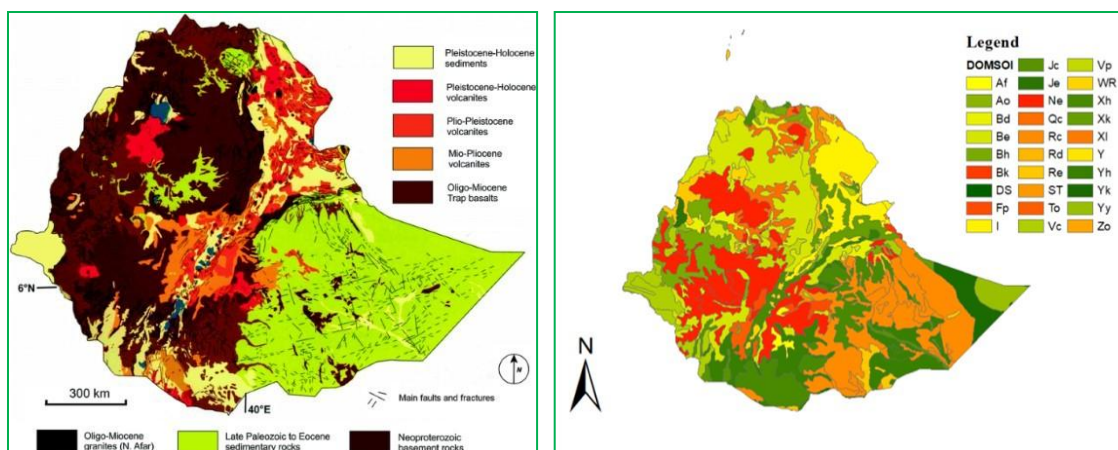 Pleistocene-Holocene
sediments
Pleistocene-Holocene
volcanites
Plio-Pleistocene
volcanites
Mio-Pliocene
volcanites
Oligo-Miocene
Trap basalts
6°N
300 km
40°E
N
Main faults and fractures
Oligo-Miocene
granites (N. Afar)
Late Paleozoic to Eocene
sedimentary rocks
Neoproterozoic
basement rocks
Legend
DOMSOI
Af
Ao
Bd
Be
Bh
Bk
DS
Fp
I
Jc
Je
Ne
Qc
Rc
Rd
Re
ST
To
Vc
Vp
WR
Xh
Xk
Xl
Y
Yh
Yk
Yy
Zo
N